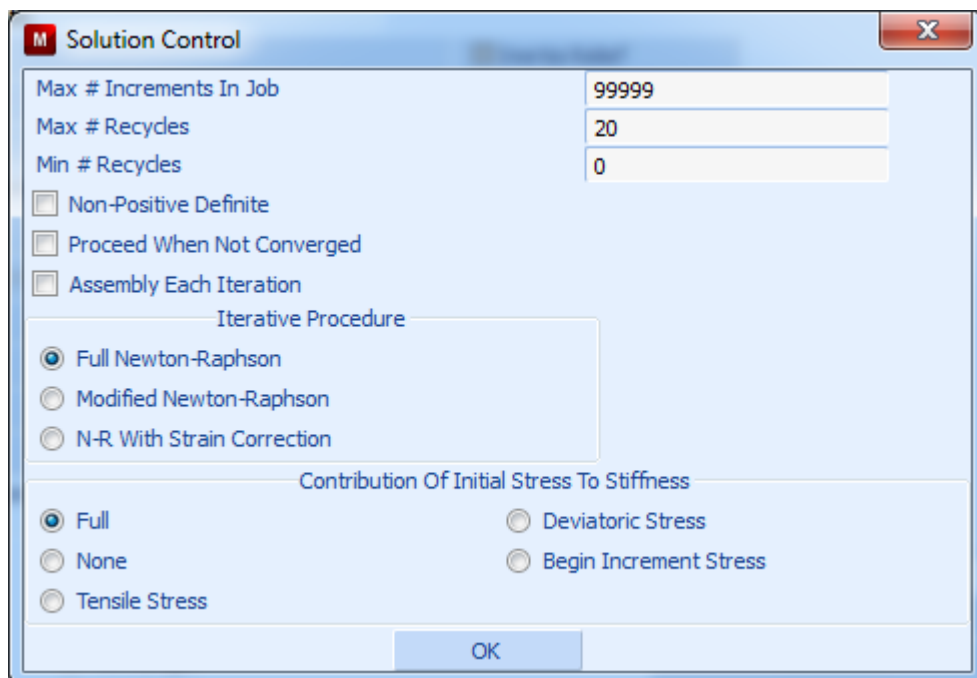 M Solution Control
Max # Increments In Job 99999
Max # Recycles 20
Min # Recycles 0
Non-Positive Definite
Proceed When Not Converged
Assembly Each Iteration
Iterative Procedure
Full Newton-Raphson
Modified Newton-Raphson
N-R With Strain Correction
Contribution Of Initial Stress To Stiffness
Full Deviatoric Stress
None Begin Increment Stress
Tensile Stress
OK